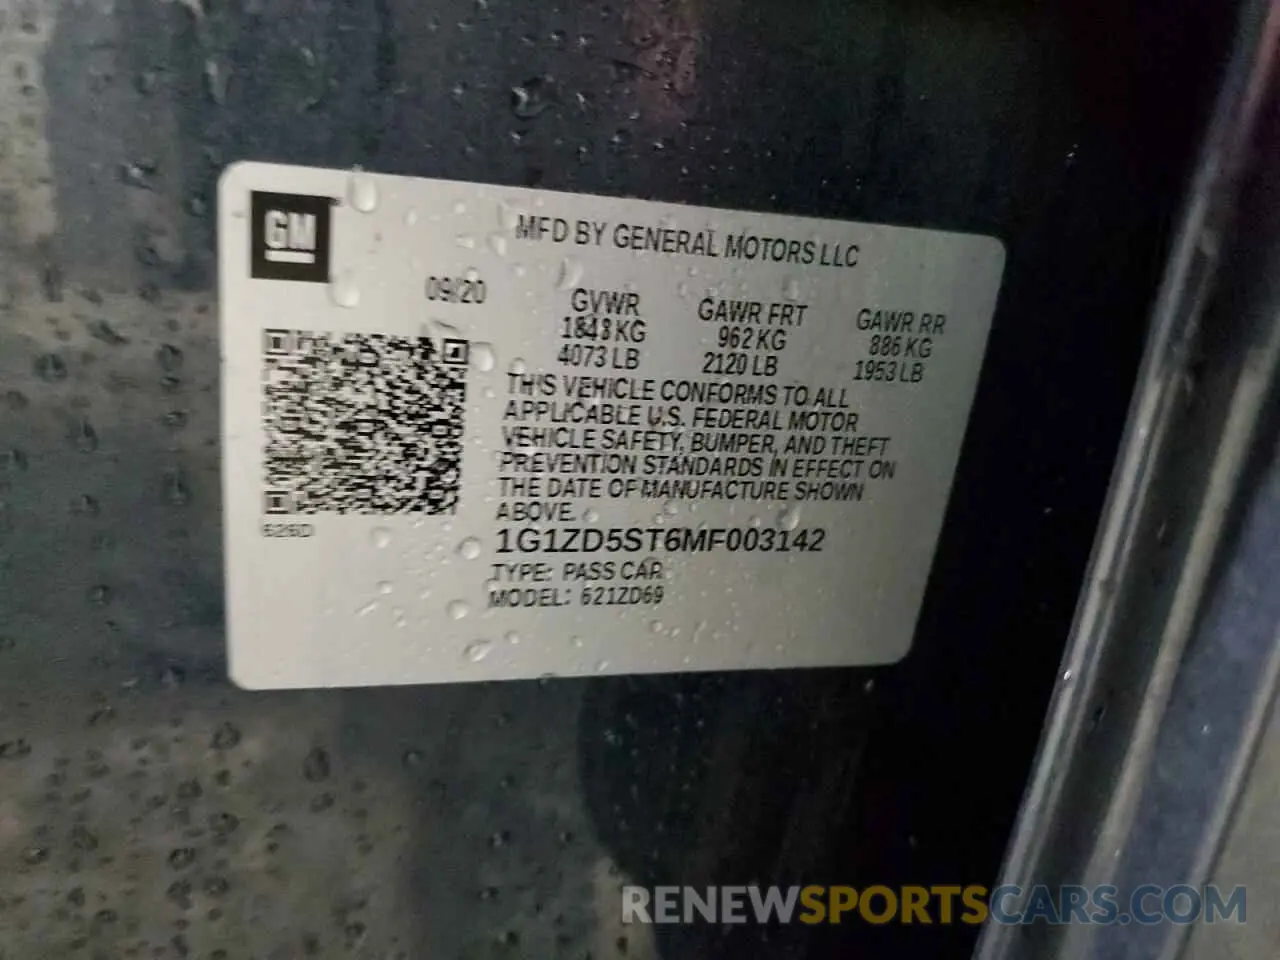 GM
MFD BY GENERAL MOTORS LLC
09/20
GVWR
1848 KG
4073 LB
GAWR FRT
962 KG
2120 LB
GAWR RR
886 KG
1953 LB
THIS VEHICLE CONFORMS TO ALL
APPLICABLE U.S. FEDERAL MOTOR
VEHICLE SAFETY, BUMPER, AND THEFT
PREVENTION STANDARDS IN EFFECT ON
THE DATE OF MANUFACTURE SHOWN
ABOVE.
626D
1G1ZD5ST6MF003142
TYPE: PASS CAR
MODEL: 621ZD69
RENEWSPORTSCARS.COM